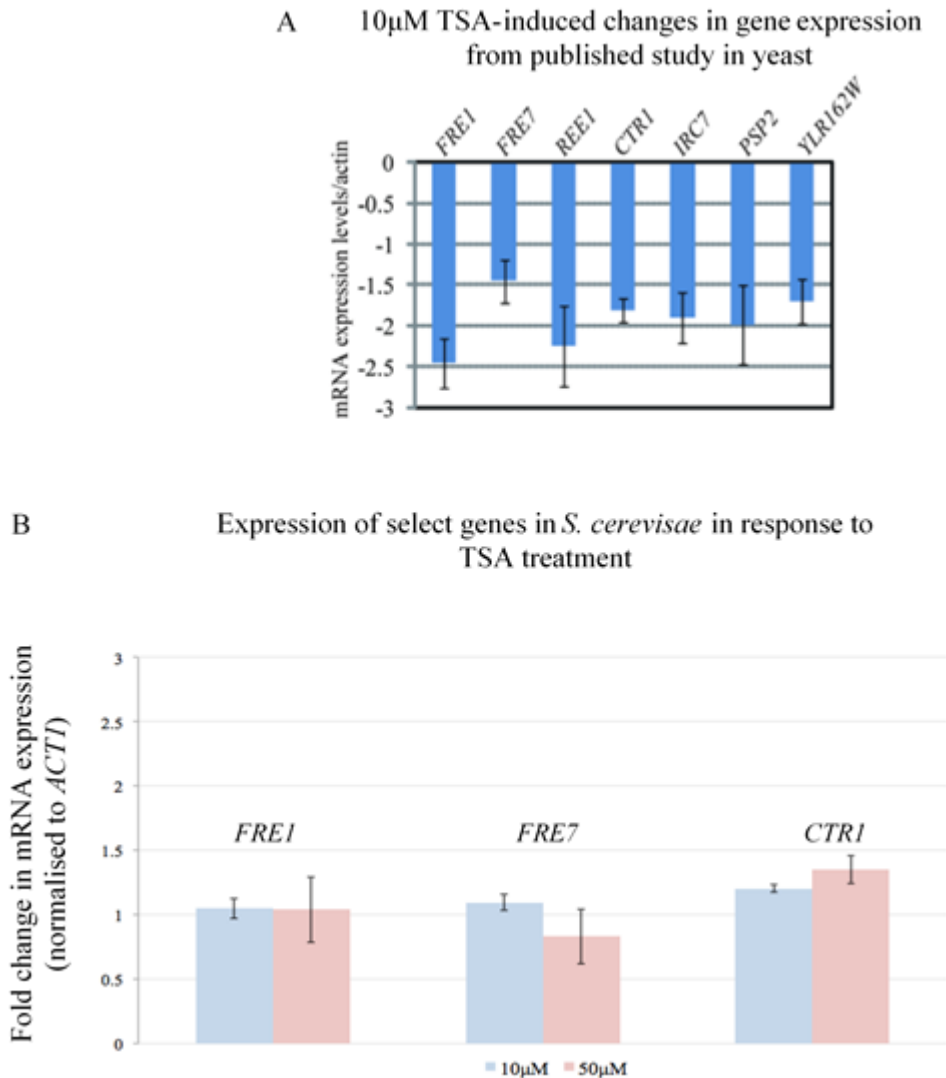 A
10μM TSA-induced changes in gene expression
from published study in yeast
FRE1
FRE7
REE1
CTR1
IRC7
PSP2
YLR162W
mRNA expression levels/actin
0
-0.5
-1
-1.5
-2
-2.5
-3
B
Expression of select genes in S. cerevisae in response to
TSA treatment
Fold change in mRNA expression
(normalised to ACT1)
3
2.5
2
1.5
1
0.5
0
FRE1
FRE7
CTR1
10μM
50μM